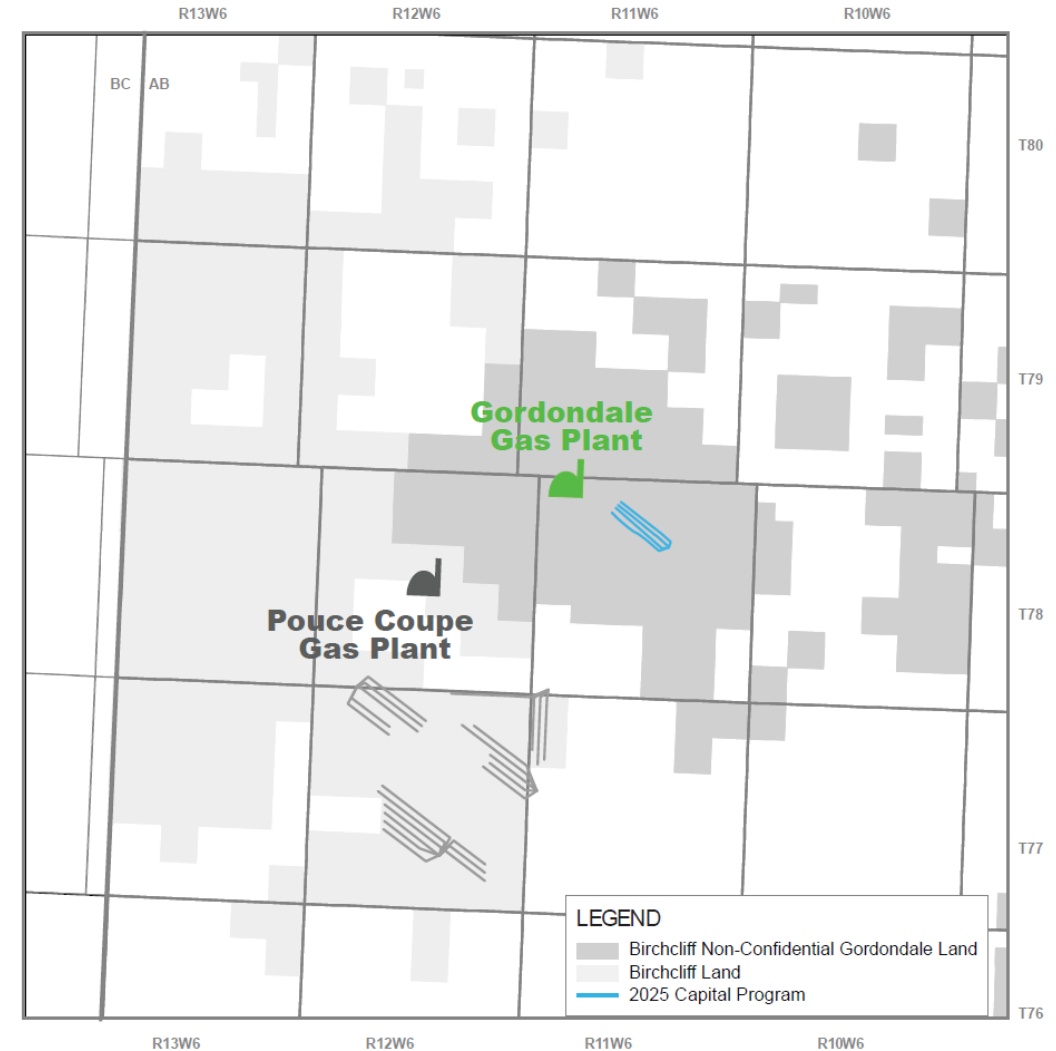 R13W6 R12W6 R11W6 R10W6
BC AB
T80
T79
Gordondale
Gas Plant
Pouce Coupe
Gas Plant
T78
T77
LEGEND
Birchcliff Non-Confidential Gordondale Land
Birchcliff Land
2025 Capital Program
T76
R13W6 R12W6 R11W6 R10W6